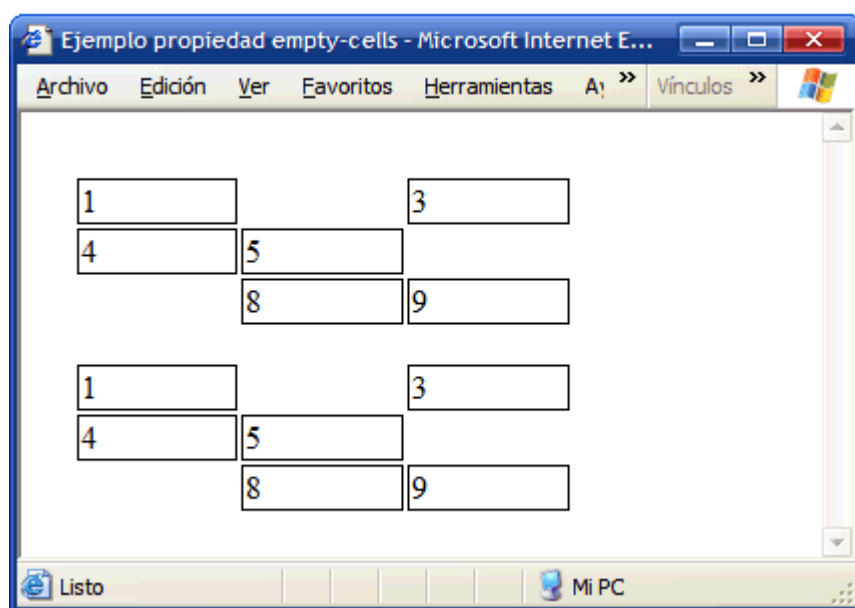 Ejemplo propiedad empty-cells - Microsoft Internet E...
Archivo Edición Ver Favoritos Herramientas Ay » Vínculos »
1 3
4 5
8 9
1 3
4 5
8 9
Listo Mi PC